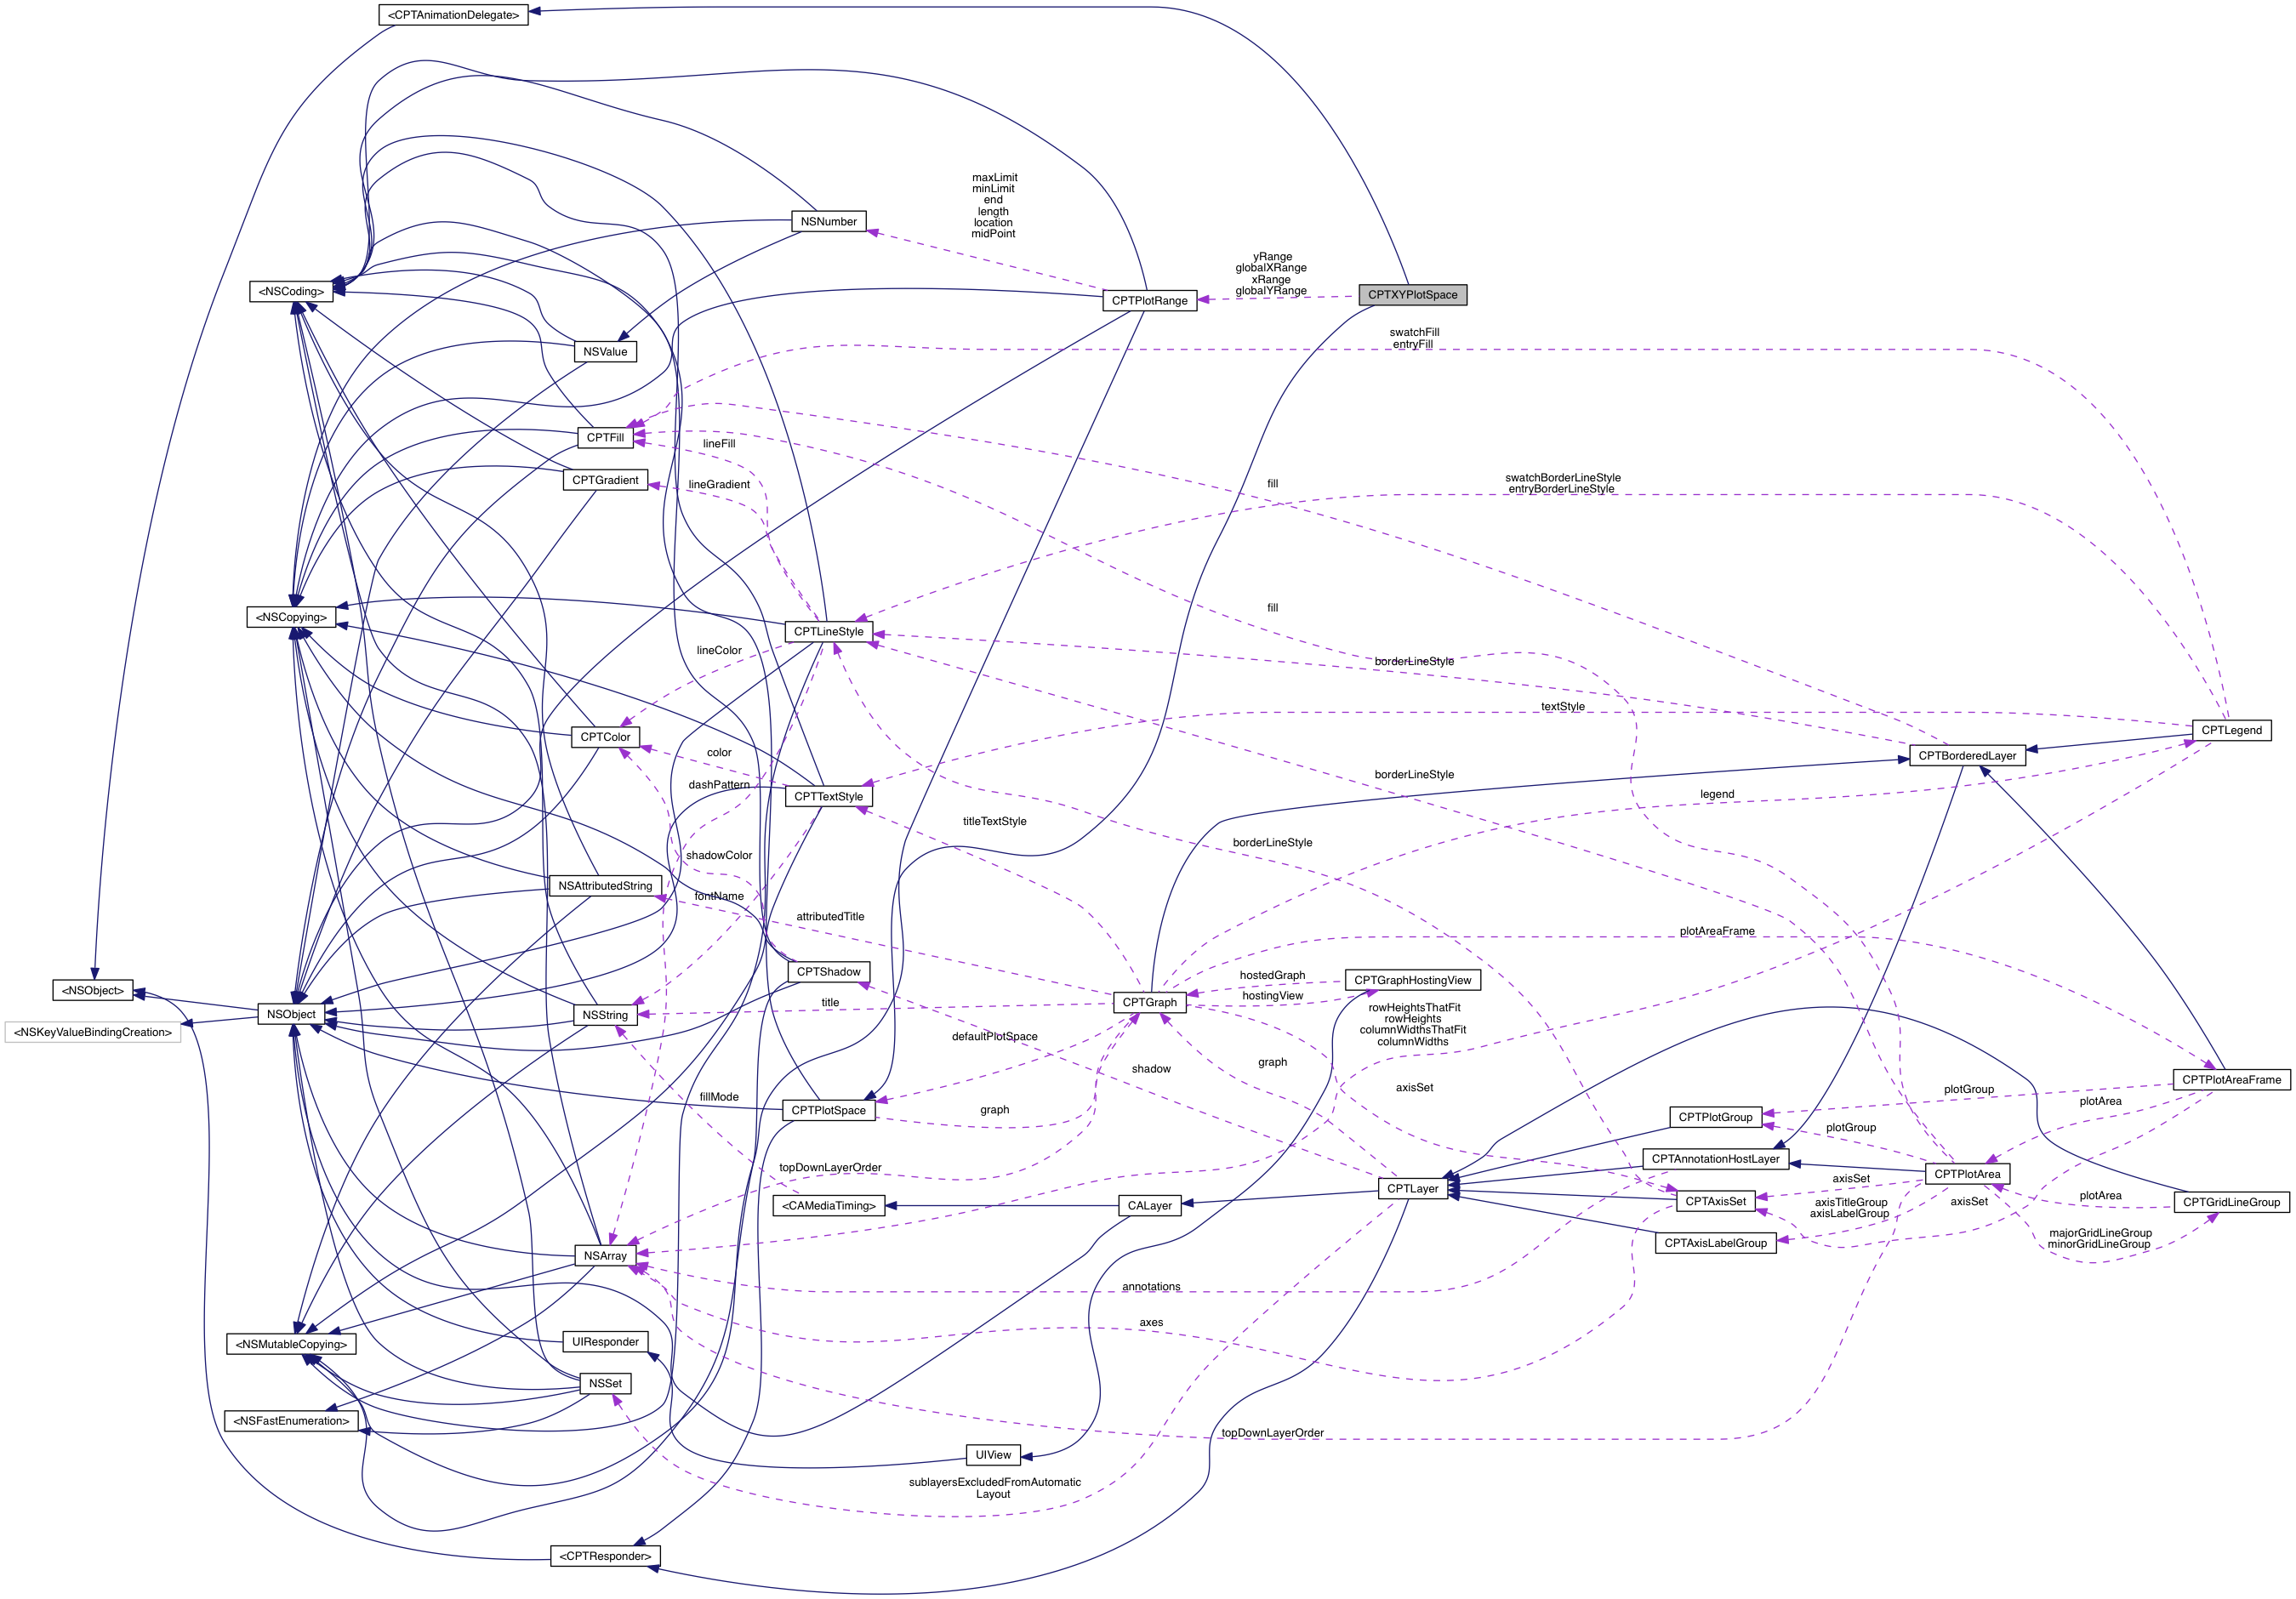 <CPTAnimationDelegate>
maxLimit
minLimit
end
length
location
midPoint
NSNumber
yRange
globalXRange
xRange
globalYRange
<NSCoding>
CPTPlotRange
CPTXYPlotSpace
swatchFill
entryFill
NSValue
CPTFill
lineFill
CPTGradient
lineGradient
fill
swatchBorderLineStyle
entryBorderLineStyle
<NSCopying>
CPTLineStyle
fill
lineColor
borderLineStyle
textStyle
CPTLegend
CPTColor
color
CPTBorderedLayer
dashPattern
CPTTextStyle
borderLineStyle
legend
titleTextStyle
borderLineStyle
shadowColor
NSAttributedString
fontName
attributedTitle
plotAreaFrame
<NSObject>
CPTShadow
hostedGraph
CPTGraphHostingView
hostingView
CPTGraph
title
NSObject
NSString
<NSKeyValueBindingCreation>
rowHeightsThatFit
rowHeights
columnWidthsThatFit
columnWidths
defaultPlotSpace
shadow
graph
axisSet
CPTPlotAreaFrame
plotGroup
plotArea
fillMode
CPTPlotSpace
graph
CPTPlotGroup
plotGroup
topDownLayerOrder
CPTAnnotationHostLayer
CPTPlotArea
axisSet
CPTLayer
CPTAxisSet
axisTitleGroup
axisLabelGroup
axisSet
plotArea
CPTGridLineGroup
<CAMediaTiming>
CALayer
majorGridLineGroup
minorGridLineGroup
CPTAxisLabelGroup
NSArray
annotations
axes
<NSMutableCopying>
UIResponder
NSSet
<NSFastEnumeration>
topDownLayerOrder
UIView
sublayersExcludedFromAutomatic
Layout
<CPTResponder>